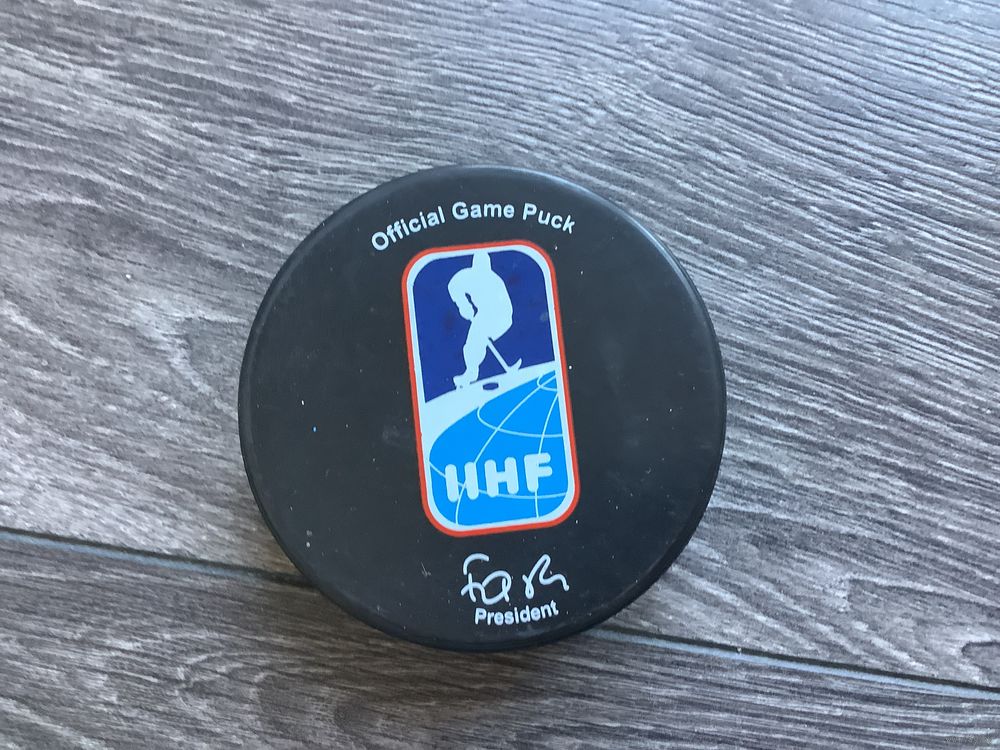 Official Game Puck
IIHF
President